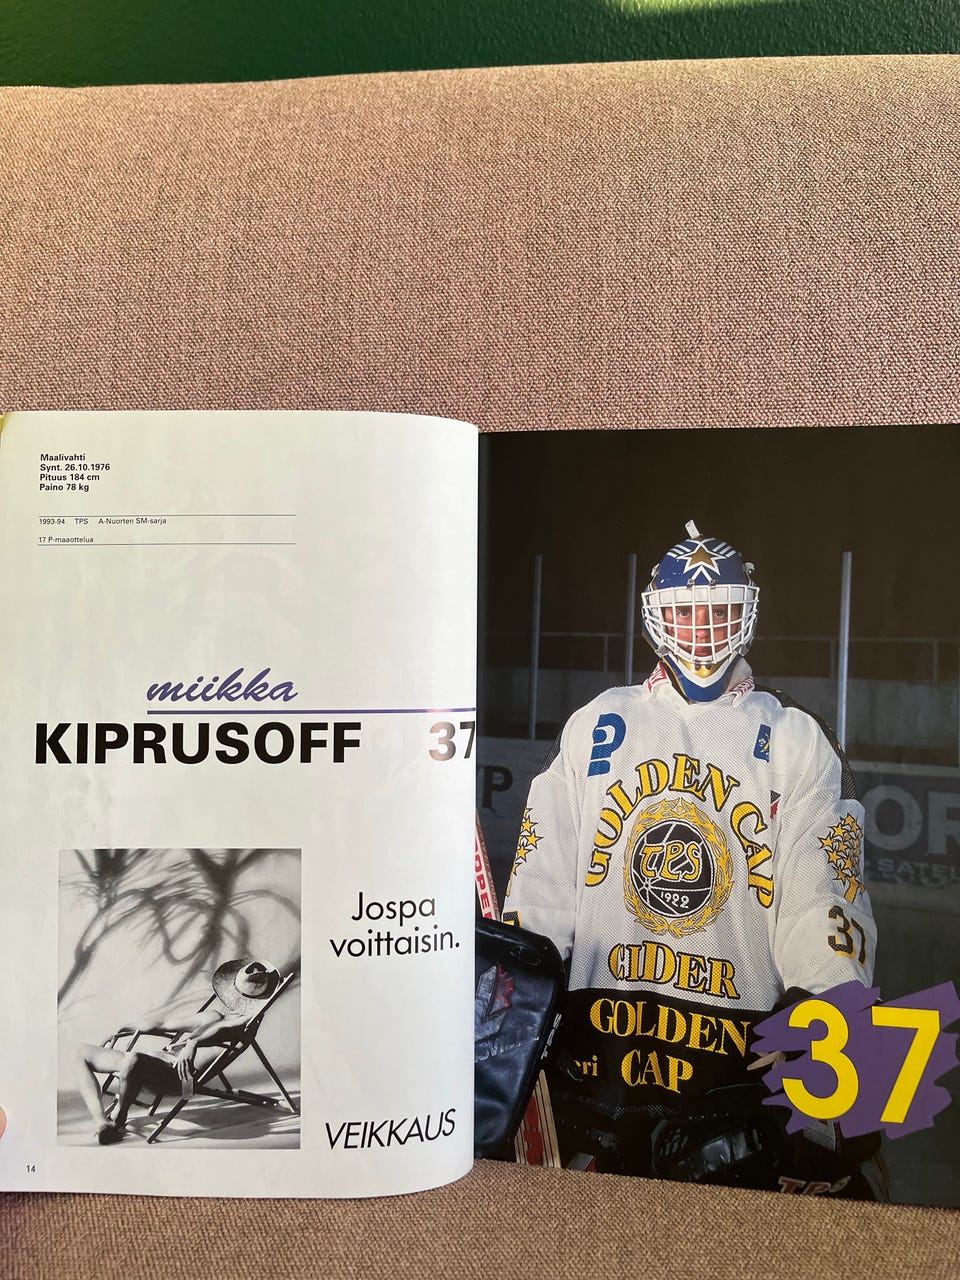 Maalivahti
Synt. 26.10.1976
Pituus 184 cm
Paino 78 kg
1993-94 TPS A-Nuorten SM-sarja
17 P-maaottelua
miikka
KIPRUSOFF 37
Jospa
voittaisin.
VEIKKAUS
14
GOLDEN CAP
TPS
1922
CIDER
GOLDEN
CAP
37
37
TPS